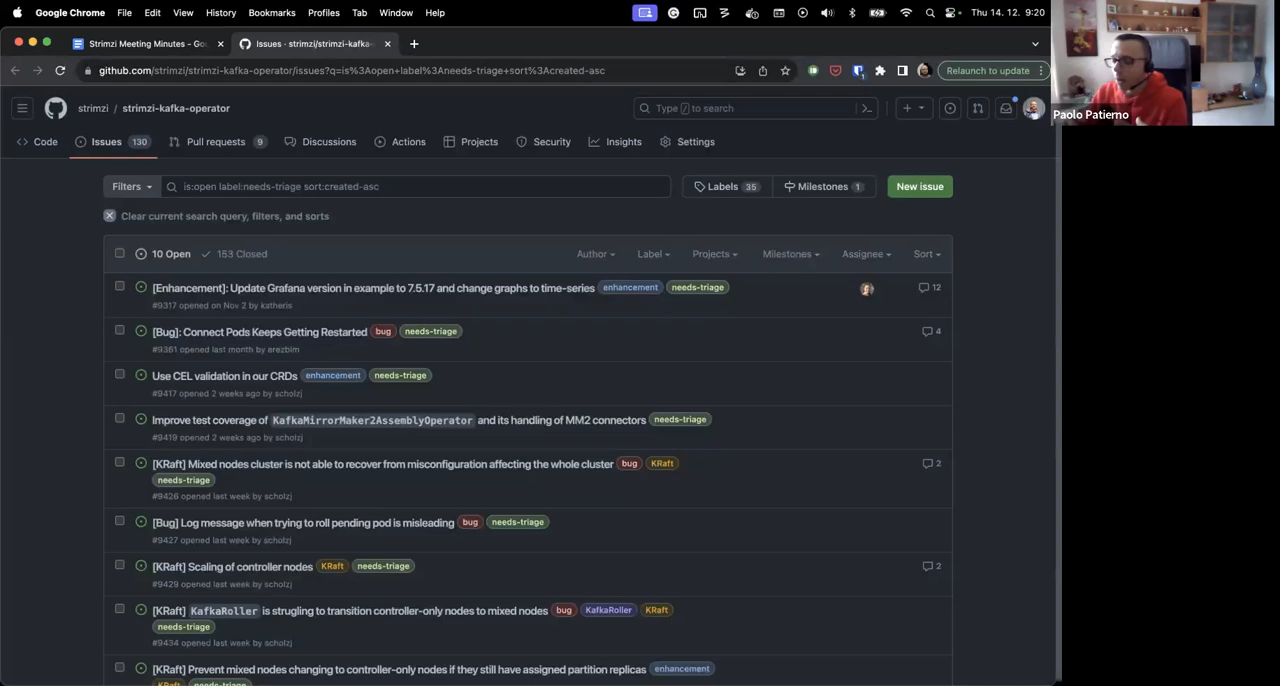 Google Chrome File Edit View History Bookmarks Profiles Tab Window Help Thu 14. 12. 9:20
Strimzi Meeting Minutes - Go
Issues · strimzi/strimzi-kafka-
github.com/strimzi/strimzi-kafka-operator/issues?q=is%3Aopen+label%3Aneeds-triage+sort%3Acreated-asc
Relaunch to update
Paolo Patierno
strimzi / strimzi-kafka-operator
Type / to search
Code Issues 130 Pull requests 9 Discussions Actions Projects Security Insights Settings
Filters is:open label:needs-triage sort:created-asc Labels 35 Milestones 1 New issue
Clear current search query, filters, and sorts
10 Open 153 Closed Author Label Projects Milestones Assignee Sort
[Enhancement]: Update Grafana version in example to 7.5.17 and change graphs to time-series enhancement needs-triage 12
#9317 opened on Nov 2 by katheris
[Bug]: Connect Pods Keeps Getting Restarted bug needs-triage 4
#9361 opened last month by erezblm
Use CEL validation in our CRDs enhancement needs-triage
#9417 opened 2 weeks ago by scholzj
Improve test coverage of KafkaMirrorMaker2AssemblyOperator and its handling of MM2 connectors needs-triage
#9419 opened 2 weeks ago by scholzj
[KRaft] Mixed nodes cluster is not able to recover from misconfiguration affecting the whole cluster bug KRaft 2
needs-triage
#9426 opened last week by scholzj
[Bug] Log message when trying to roll pending pod is misleading bug needs-triage
#9427 opened last week by scholzj
[KRaft] Scaling of controller nodes KRaft needs-triage 2
#9429 opened last week by scholzj
[KRaft] KafkaRoller is strugling to transition controller-only nodes to mixed nodes bug KafkaRoller KRaft
needs-triage
#9434 opened last week by scholzj
[KRaft] Prevent mixed nodes changing to controller-only nodes if they still have assigned partition replicas enhancement
KRaft needs-triage